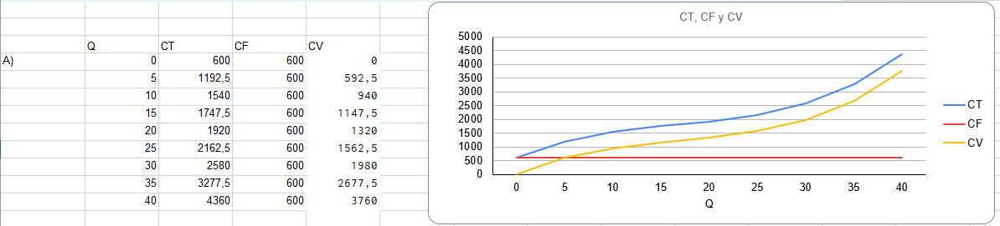 Q CT CF CV
A) 0 600 600 0
5 1192,5 600 592,5
10 1540 600 940
15 1747,5 600 1147,5
20 1920 600 1320
25 2162,5 600 1562,5
30 2580 600 1980
35 3277,5 600 2677,5
40 4360 600 3760
CT, CF y CV
5000
4500
4000
3500
3000
2500
2000
1500
1000
500
0
0 5 10 15 20 25 30 35 40
Q
CT
CF
CV